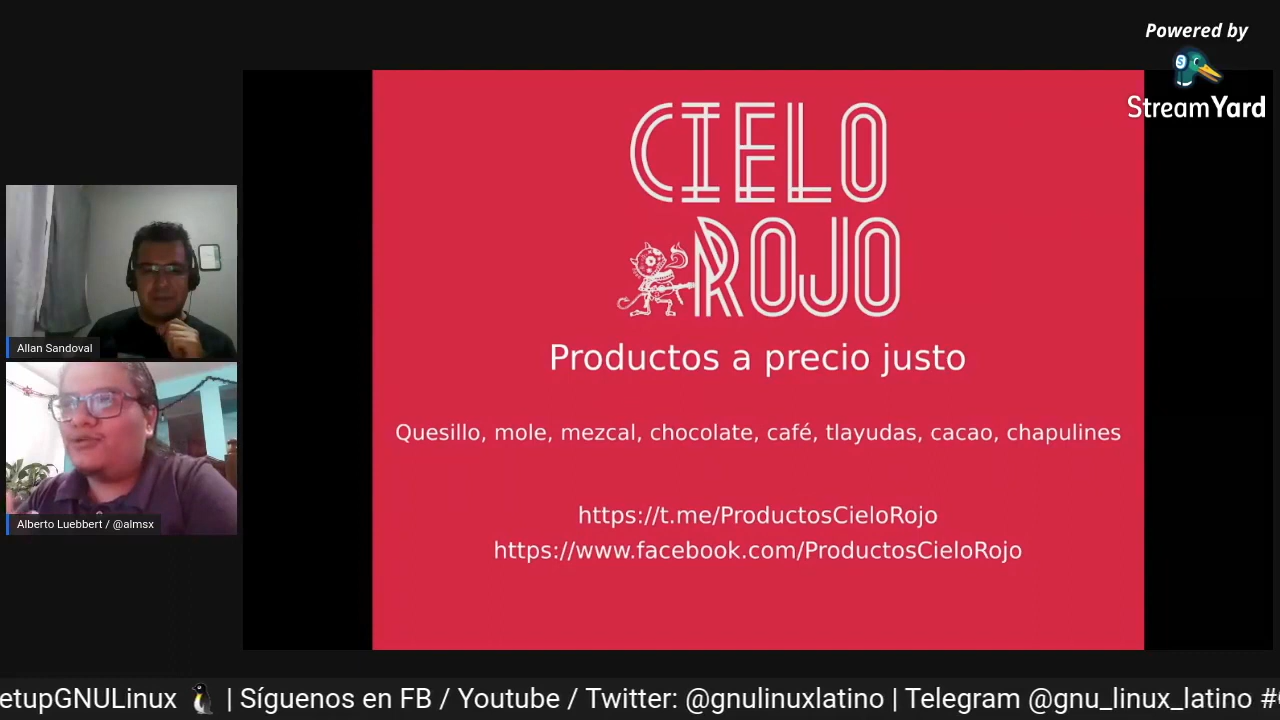 Powered by
StreamYard
CIELO
ROJO
Productos a precio justo
Quesillo, mole, mezcal, chocolate, café, tlayudas, cacao, chapulines
https://t.me/ProductosCieloRojo
https://www.facebook.com/ProductosCieloRojo
Allan Sandoval
Alberto Luebbert / @almsx
etupGNULinux 🐧 | Síguenos en FB / Youtube / Twitter: @gnulinuxlatino | Telegram @gnu_linux_latino #